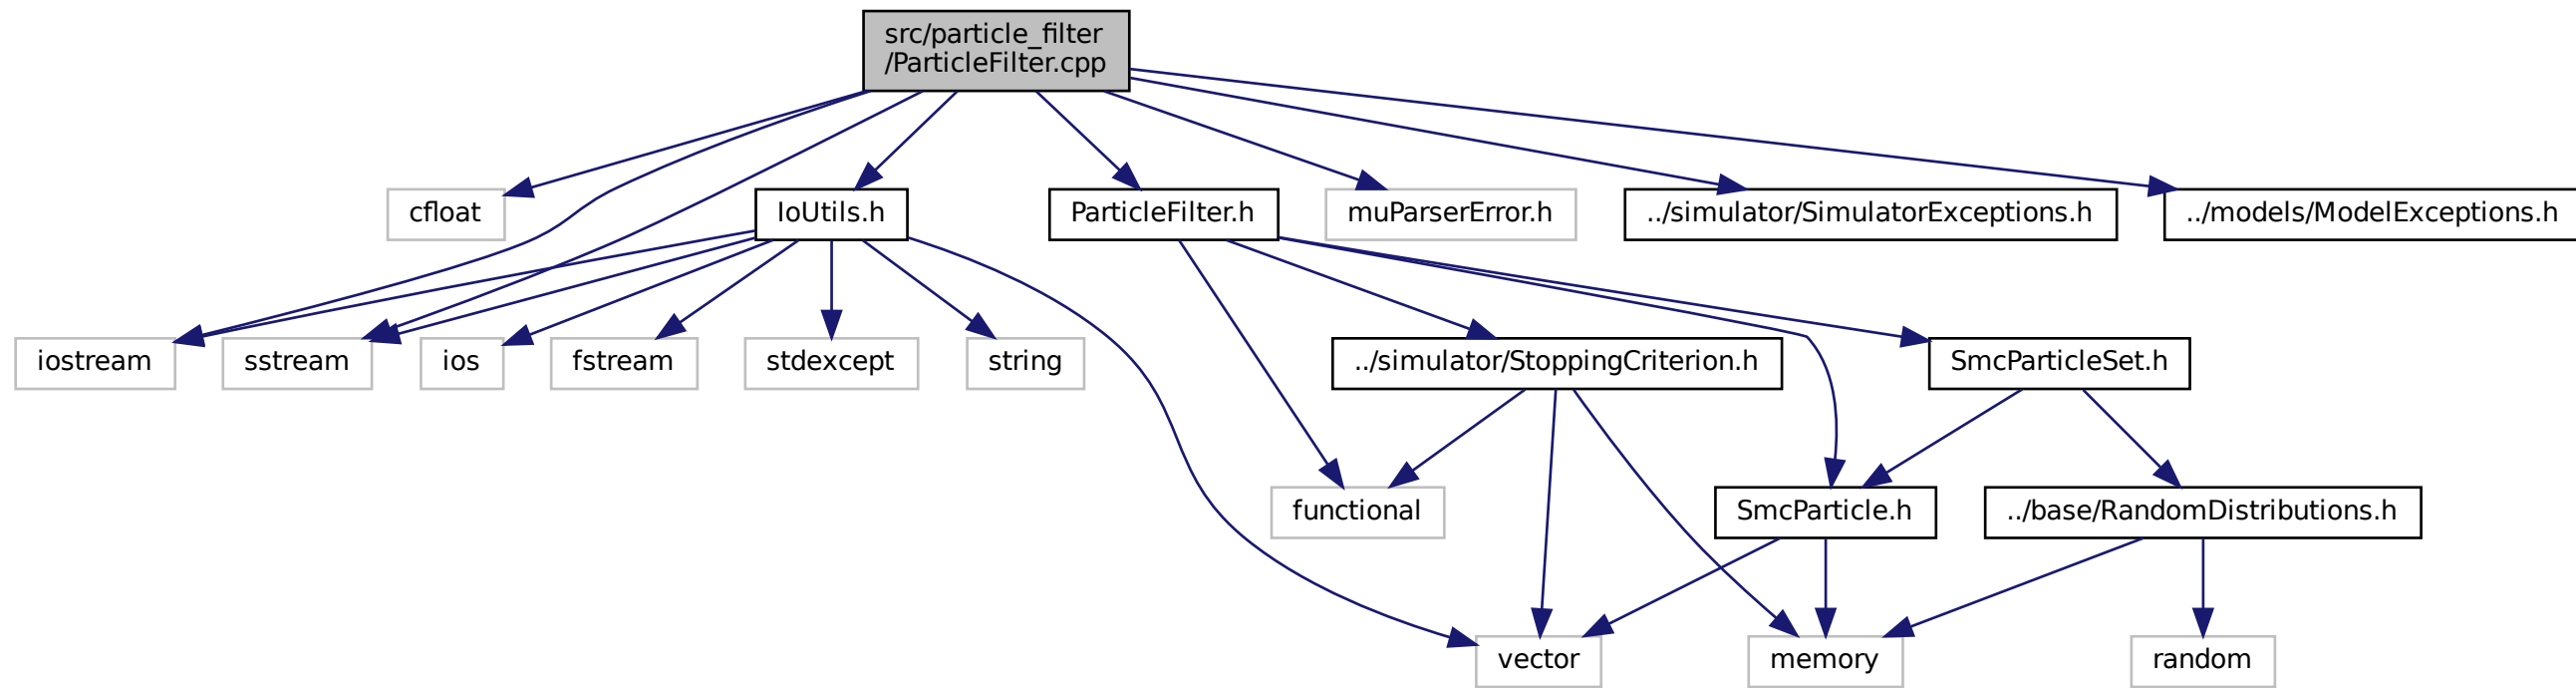 src/particle_filter
/ParticleFilter.cpp
cfloat
IoUtils.h
ParticleFilter.h
muParserError.h
../simulator/SimulatorExceptions.h
../models/ModelExceptions.h
iostream
sstream
ios
fstream
stdexcept
string
../simulator/StoppingCriterion.h
SmcParticleSet.h
functional
SmcParticle.h
../base/RandomDistributions.h
vector
memory
random